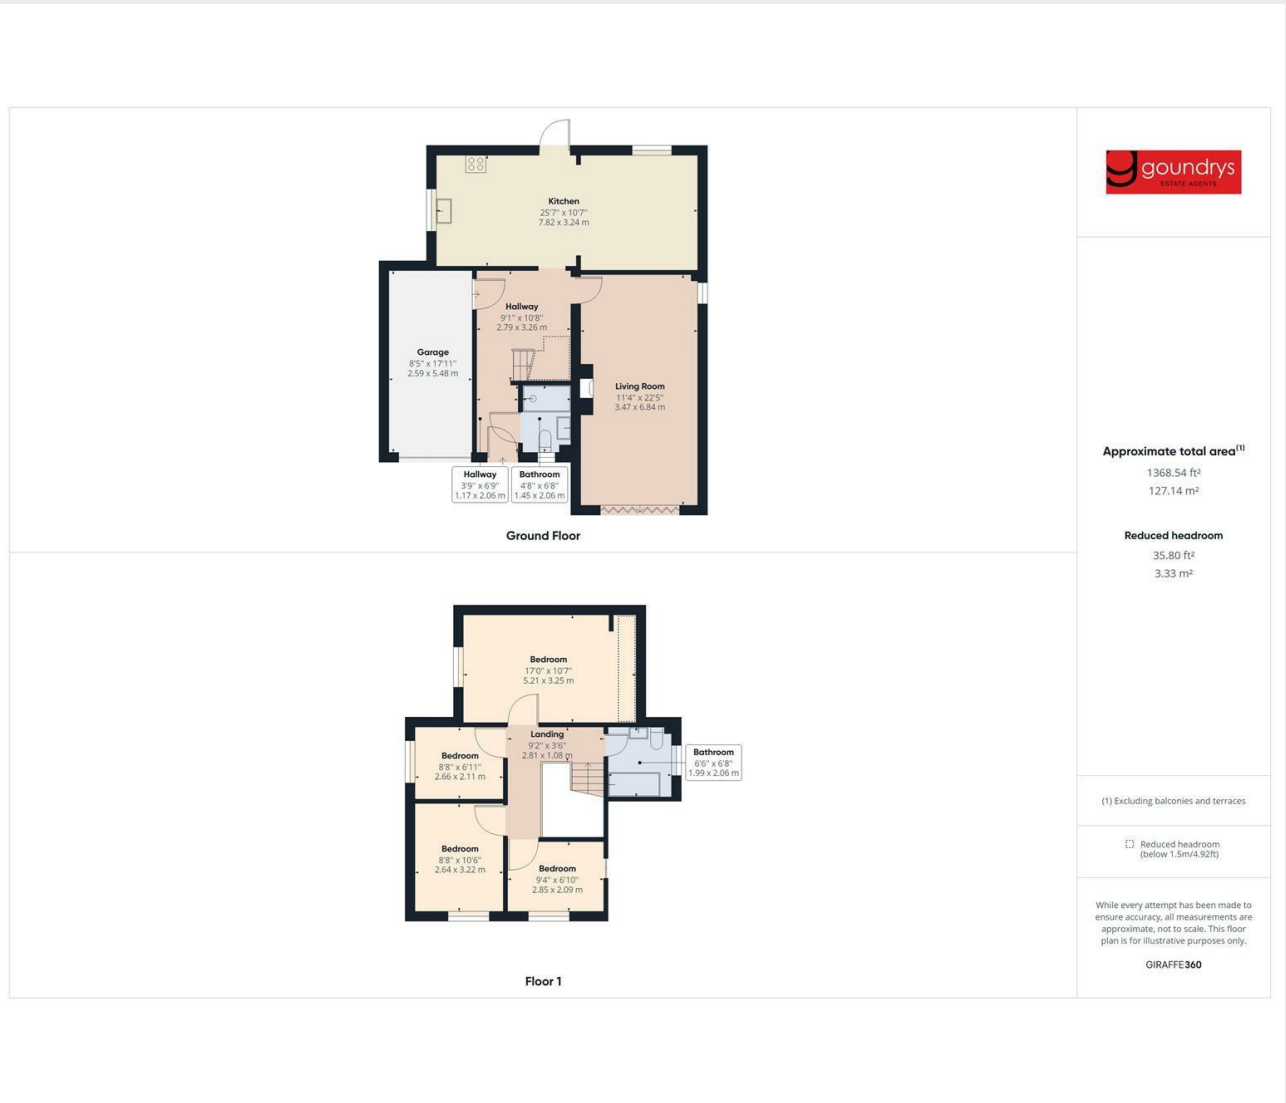 Kitchen
25'7" x 10'7"
7.82 x 3.24 m
Hallway
9'1" x 10'8"
2.79 x 3.26 m
Garage
8'5" x 17'11"
2.59 x 5.48 m
Living Room
11'4" x 22'5"
3.47 x 6.84 m
Hallway
3'9" x 6'9"
1.17 x 2.06 m
Bathroom
4'8" x 6'8"
1.45 x 2.06 m
Ground Floor
Bedroom
17'0" x 10'7"
5.21 x 3.25 m
Landing
9'2" x 3'6"
2.81 x 1.08 m
Bathroom
6'6" x 6'8"
1.99 x 2.06 m
Bedroom
8'8" x 6'11"
2.66 x 2.11 m
Bedroom
8'8" x 10'6"
2.64 x 3.22 m
Bedroom
9'4" x 6'10"
2.85 x 2.09 m
Floor 1
goundrys
ESTATE AGENTS
Approximate total area(1)
1368.54 ft²
127.14 m²
Reduced headroom
35.80 ft²
3.33 m²
(1) Excluding balconies and terraces
Reduced headroom
(below 1.5m/4.92ft)
While every attempt has been made to
ensure accuracy, all measurements are
approximate, not to scale. This floor
plan is for illustrative purposes only.
GIRAFFE360